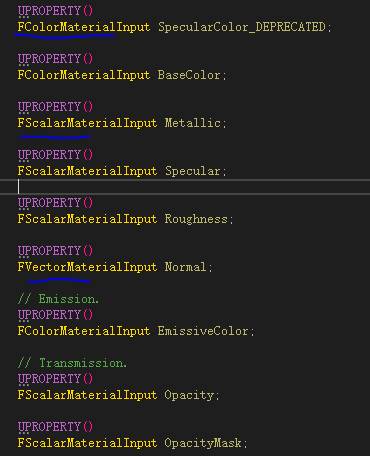 UPROPERTY()
FColorMaterialInput SpecularColor_DEPRECATED;
UPROPERTY()
FColorMaterialInput BaseColor;
UPROPERTY()
FScalarMaterialInput Metallic;
UPROPERTY()
FScalarMaterialInput Specular;
UPROPERTY()
FScalarMaterialInput Roughness;
UPROPERTY()
FVectorMaterialInput Normal;
// Emission.
UPROPERTY()
FColorMaterialInput EmissiveColor;
// Transmission.
UPROPERTY()
FScalarMaterialInput Opacity;
UPROPERTY()
FScalarMaterialInput OpacityMask;